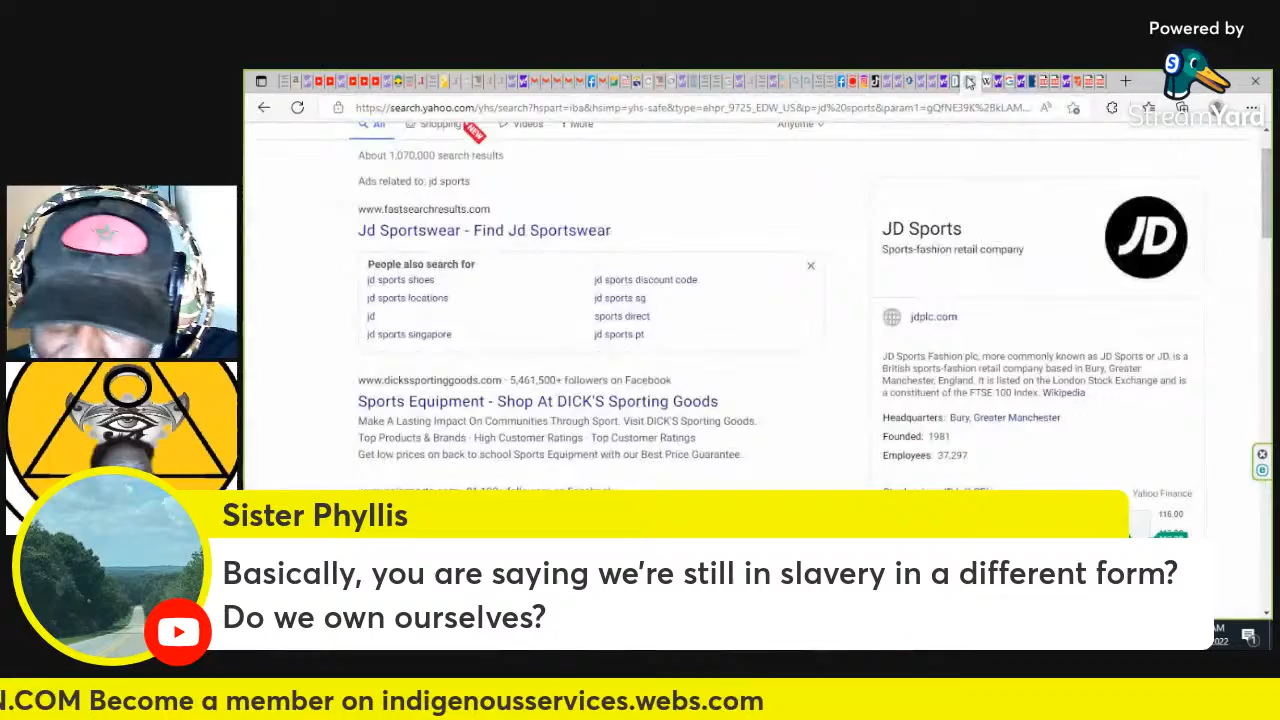 Powered by
StreamYard
https://search.yahoo.com/yhs/search?hspart=iba&hsimp=yhs-safe&type=ahpr_9725_EDW_US&p=jd%20sports&param1=gQfNE39K%2BkLAM...
All
Shopping
NEW
Videos
More
Anytime
About 1,070,000 search results
Ads related to: jd sports
www.fastsearchresults.com
Jd Sportswear - Find Jd Sportswear
People also search for
jd sports shoes
jd sports discount code
jd sports locations
jd sports sg
jd
sports direct
jd sports singapore
jd sports pt
www.dickssportinggoods.com · 5,461,500+ followers on Facebook
Sports Equipment - Shop At DICK'S Sporting Goods
Make A Lasting Impact On Communities Through Sport. Visit DICK'S Sporting Goods.
Top Products & Brands · High Customer Ratings · Top Customer Ratings
Get low prices on back to school Sports Equipment with our Best Price Guarantee.
JD Sports
Sports-fashion retail company
JD
jdplc.com
JD Sports Fashion plc, more commonly known as JD Sports or JD, is a
British sports-fashion retail company based in Bury, Greater
Manchester, England. It is listed on the London Stock Exchange and is
a constituent of the FTSE 100 Index. Wikipedia
Headquarters: Bury, Greater Manchester
Founded: 1981
Employees: 37,297
Yahoo Finance
116.00
AM
2022
Sister Phyllis
Basically, you are saying we're still in slavery in a different form?
Do we own ourselves?
N.COM Become a member on indigenousservices.webs.com